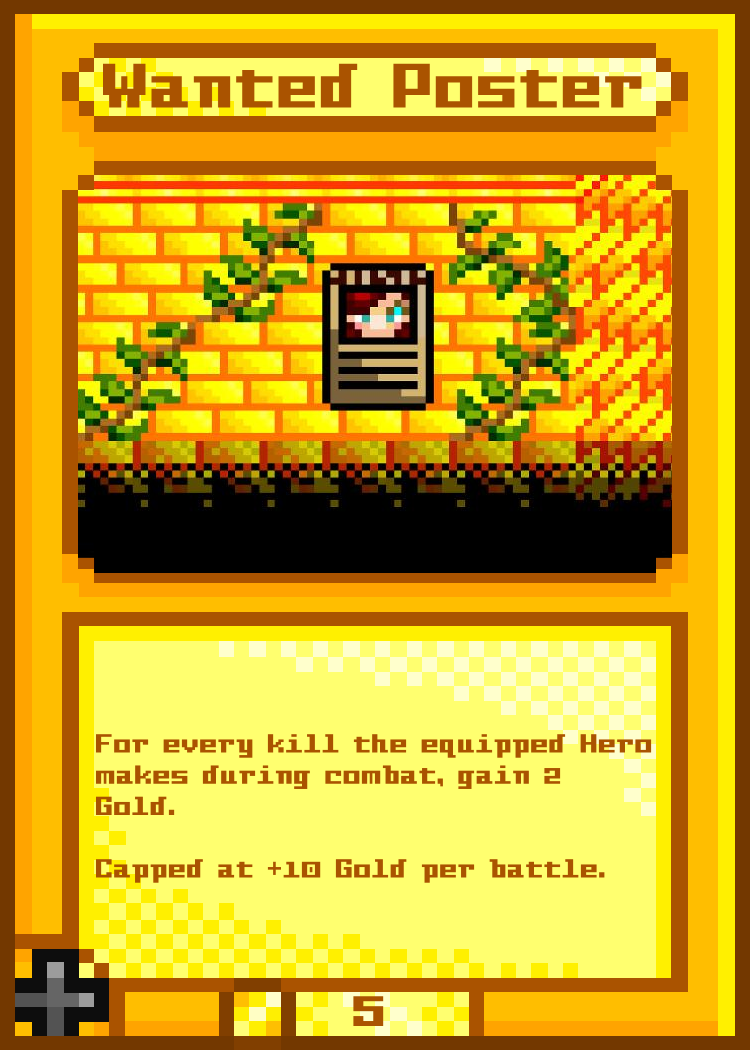 Wanted Poster
For every kill the equipped Hero
makes during combat, gain 2
Gold.
Capped at +10 Gold per battle.
5